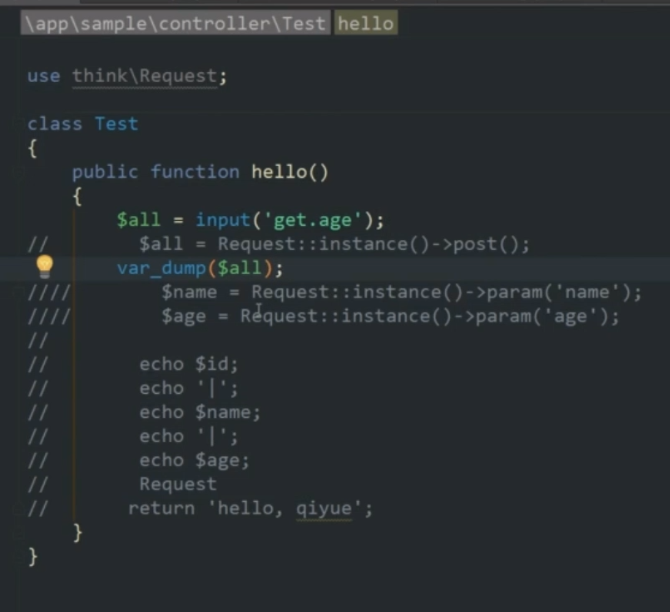 \app\sample\controller\Test hello
use think\Request;
class Test
{
    public function hello()
    {
        $all = input('get.age');
//        $all = Request::instance()->post();
        var_dump($all);
////        $name = Request::instance()->param('name');
////        $age = Request::instance()->param('age');
//
//        echo $id;
//        echo '|';
//        echo $name;
//        echo '|';
//        echo $age;
//        Request
//       return 'hello, qiyue';
    }
}